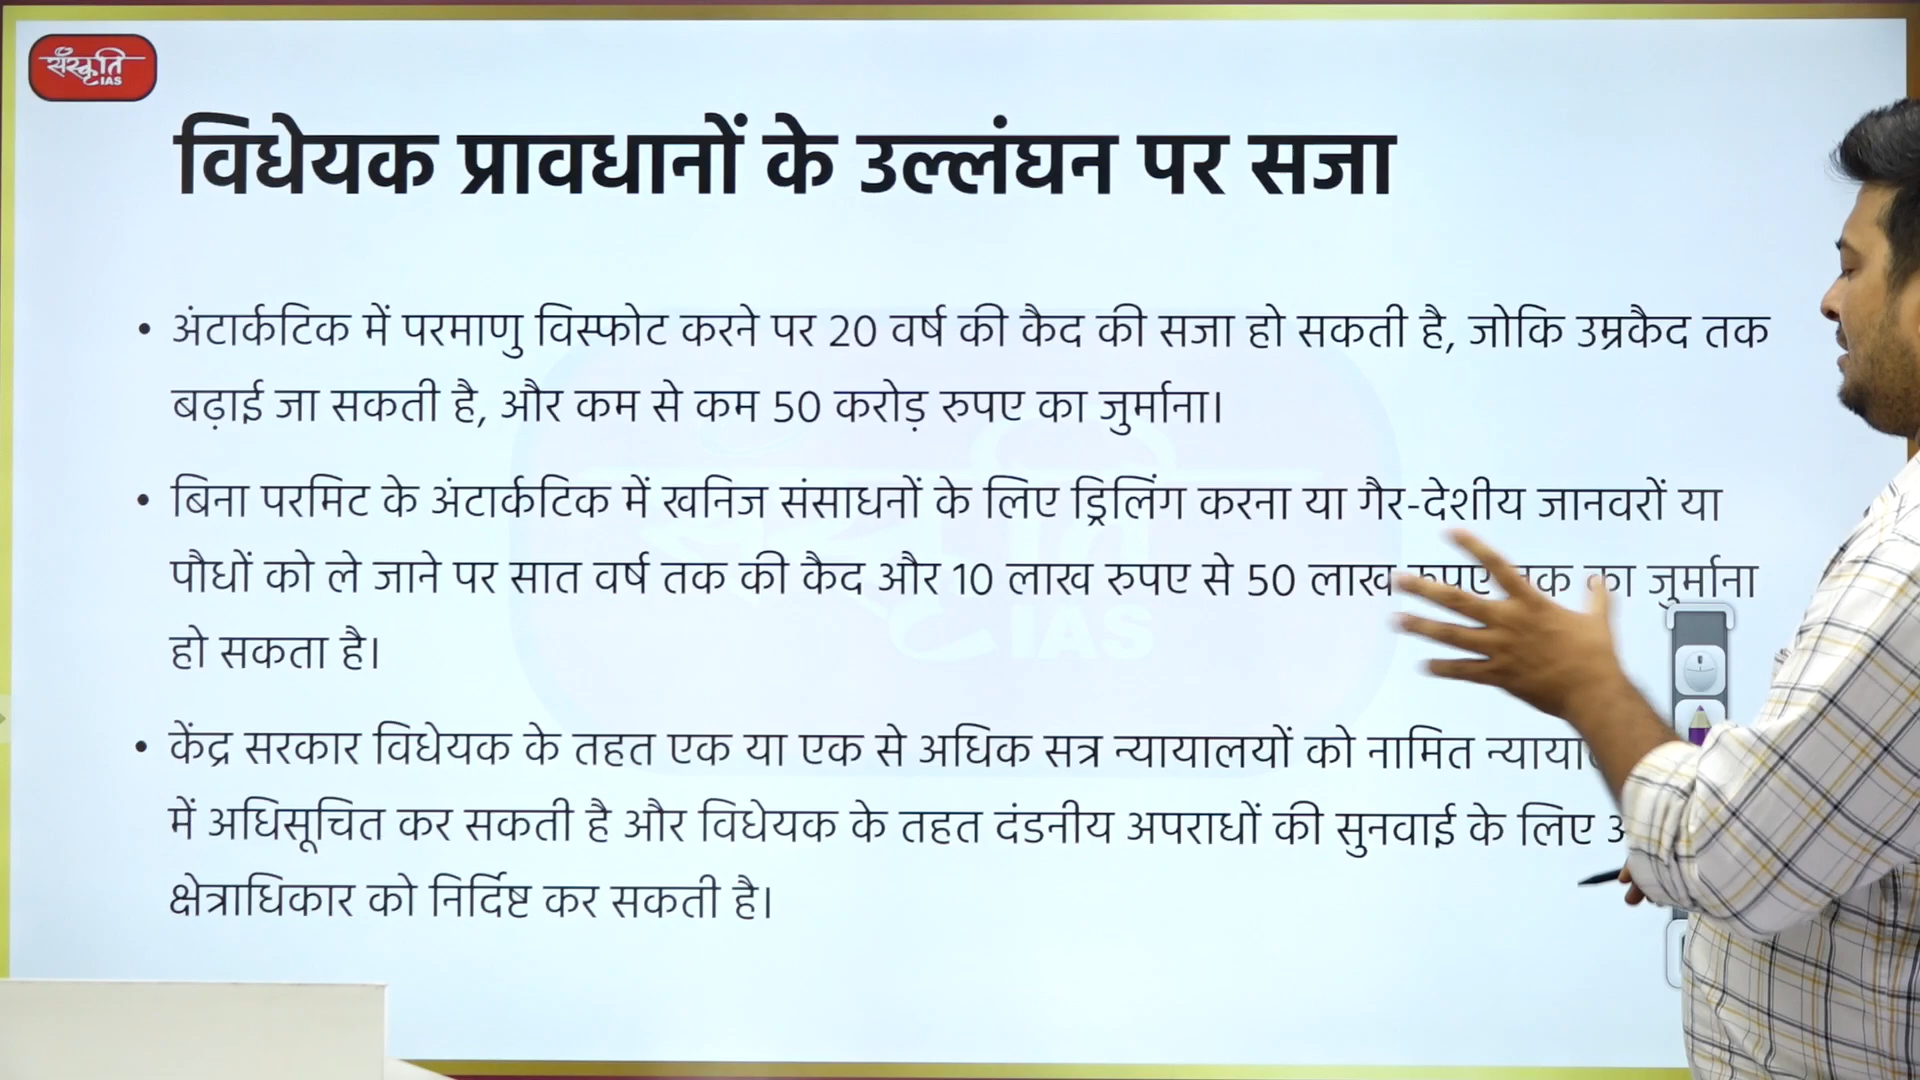 संस्कृति
IAS
विधेयक प्रावधानों के उल्लंघन पर सजा
• अंटार्कटिक में परमाणु विस्फोट करने पर 20 वर्ष की कैद की सजा हो सकती है, जोकि उम्रकैद तक
बढ़ाई जा सकती है, और कम से कम 50 करोड़ रुपए का जुर्माना।
• बिना परमिट के अंटार्कटिक में खनिज संसाधनों के लिए ड्रिलिंग करना या गैर-देशीय जानवरों या
पौधों को ले जाने पर सात वर्ष तक की कैद और 10 लाख रुपए से 50 लाख रुपए तक का जुर्माना
हो सकता है।
• केंद्र सरकार विधेयक के तहत एक या एक से अधिक सत्र न्यायालयों को नामित
में अधिसूचित कर सकती है और विधेयक के तहत दंडनीय अपराधों की सुनवाई के लिए
क्षेत्राधिकार को निर्दिष्ट कर सकती है।